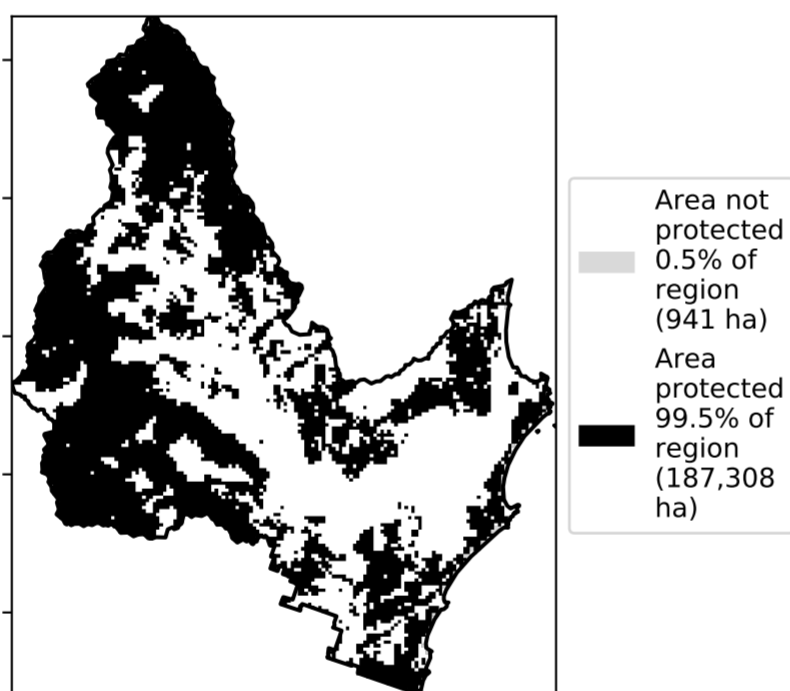 Area not
protected
0.5% of
region
(941 ha)
Area
protected
99.5% of
region
(187,308
ha)